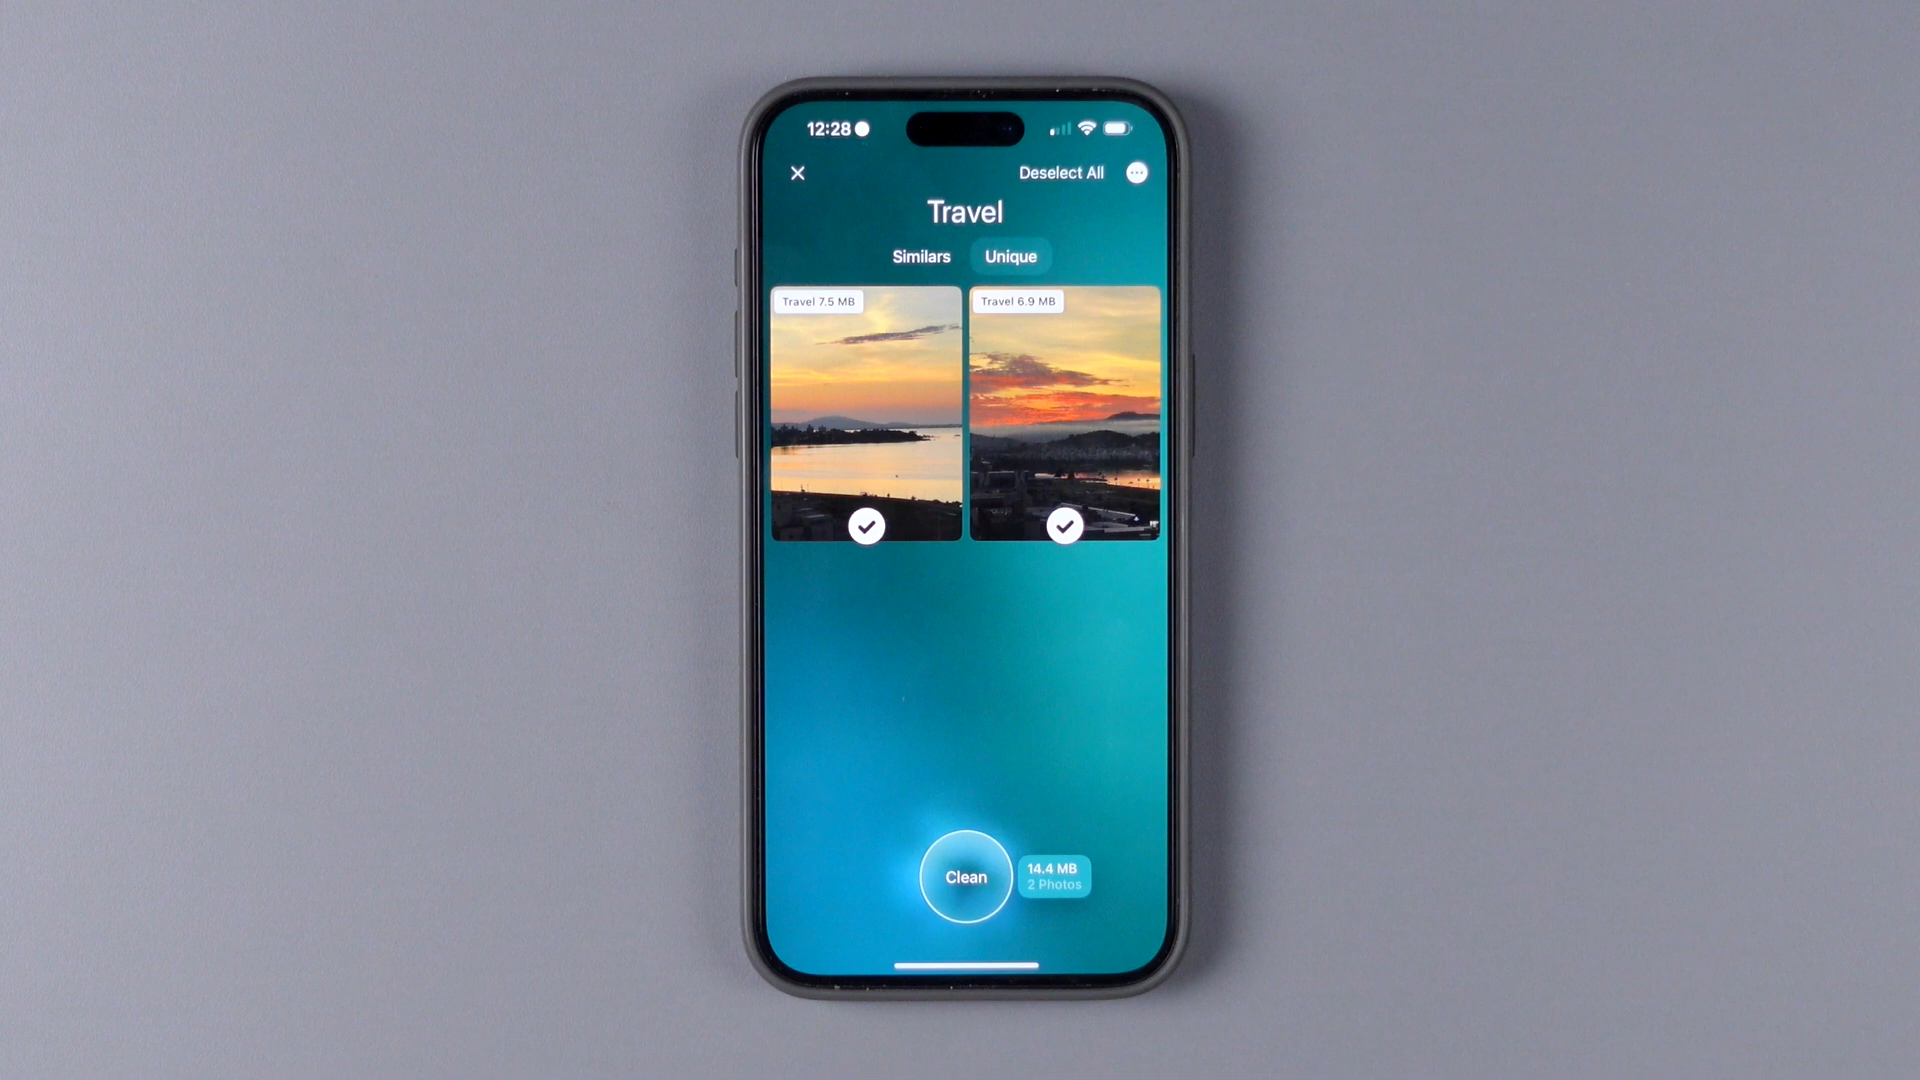 12:28
Deselect All
Travel
Similars Unique
Travel 7.5 MB Travel 6.9 MB
Clean
14.4 MB
2 Photos